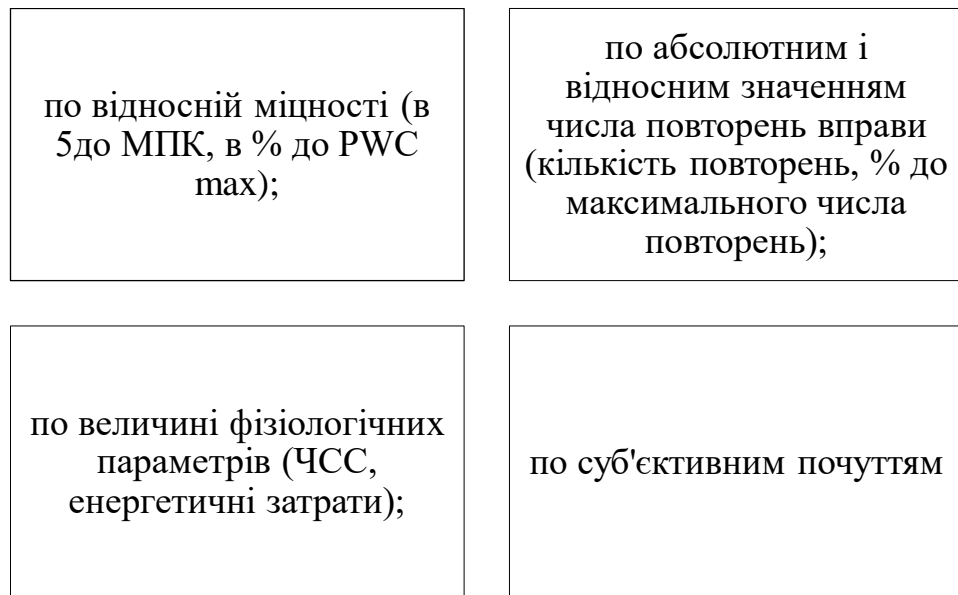 по відносній міцності (в
5до МПК, в % до PWC
max);
по абсолютним і
відносним значенням
числа повторень вправи
(кількість повторень, % до
максимального числа
повторень);
по величині фізіологічних
параметрів (ЧСС,
енергетичні затрати);
по суб'єктивним почуттям